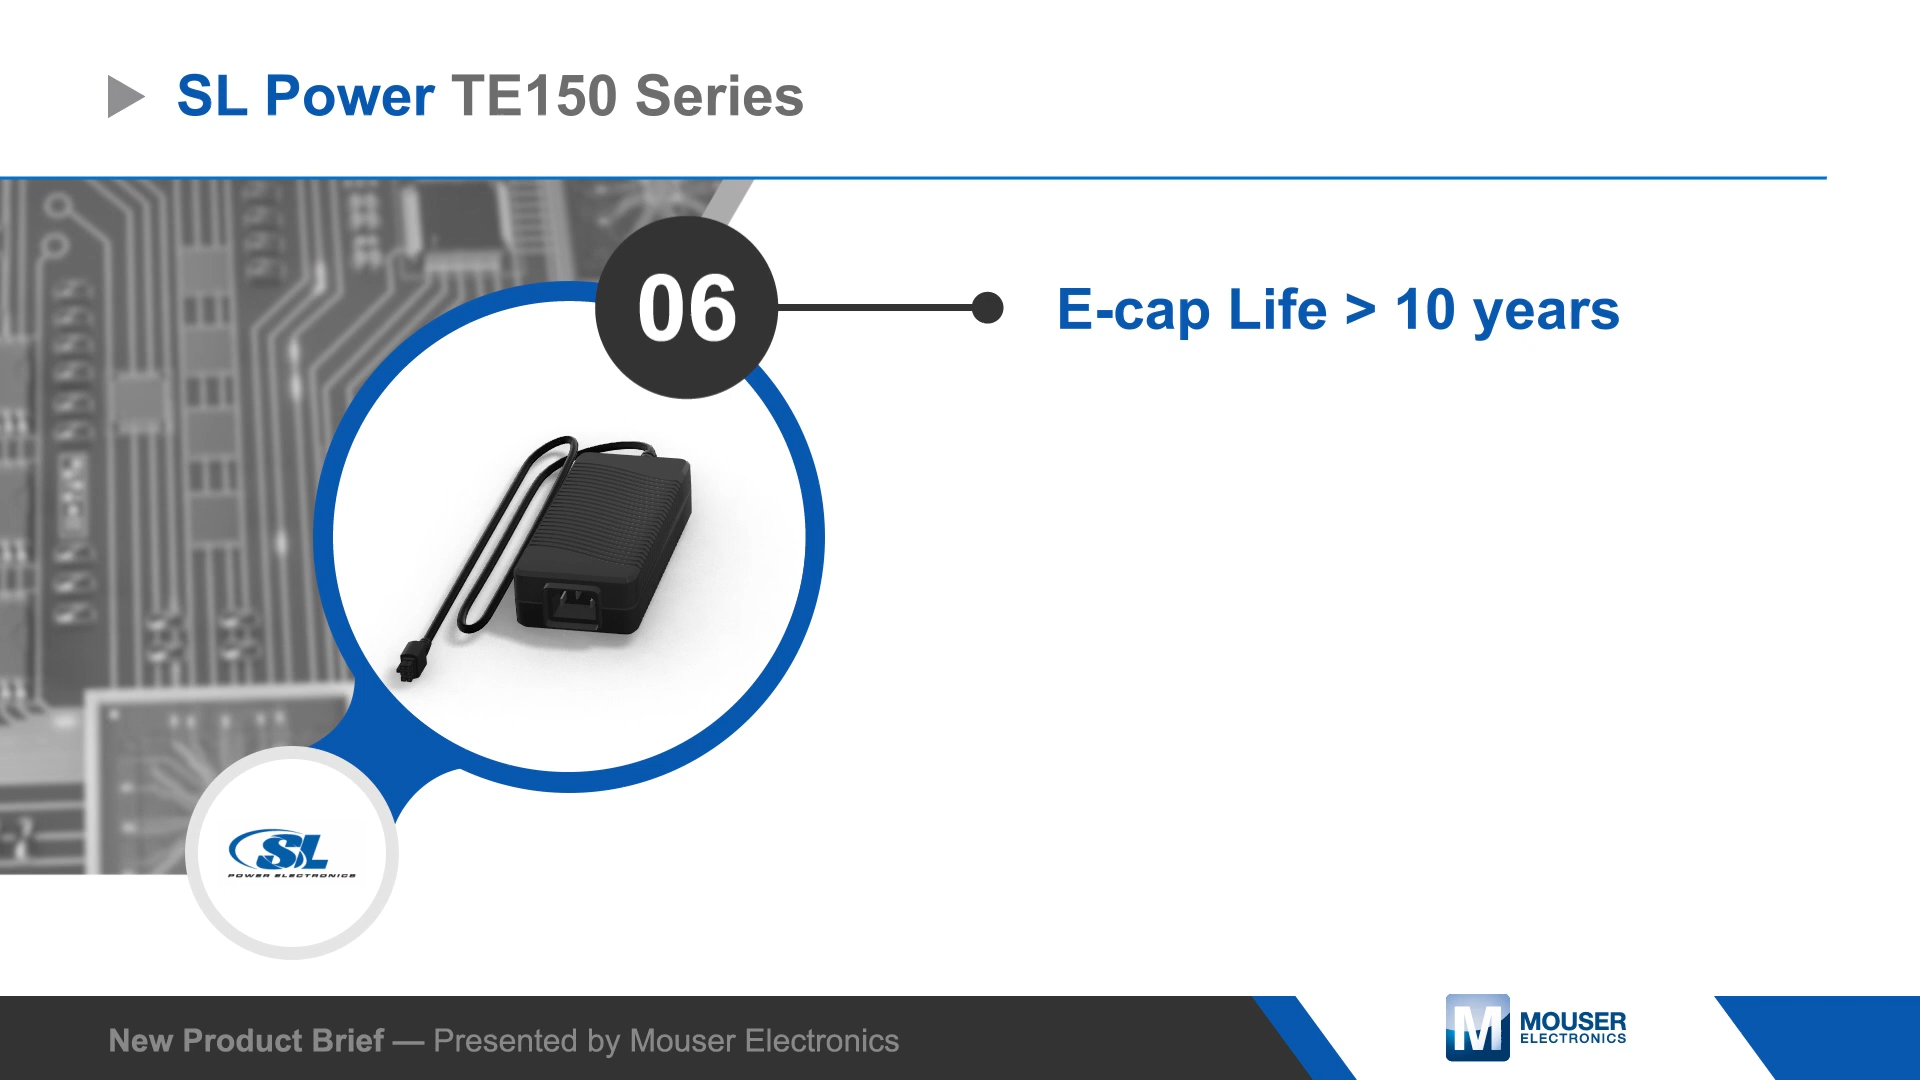 SL Power TE150 Series
06
E-cap Life > 10 years
SL
POWER ELECTRONICS
New Product Brief — Presented by Mouser Electronics
M
MOUSER
ELECTRONICS